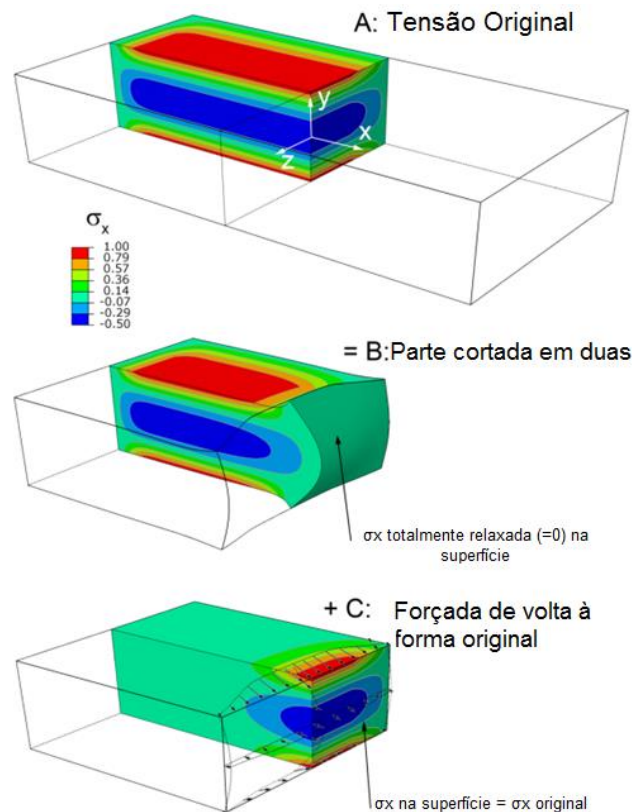 A: Tensão Original
y
x
z
σx
1.00
0.79
0.57
0.36
0.14
-0.07
-0.29
-0.50
= B:Parte cortada em duas
σx totalmente relaxada (=0) na
superfície
+ C: Forçada de volta à
forma original
σx na superfície = σx original